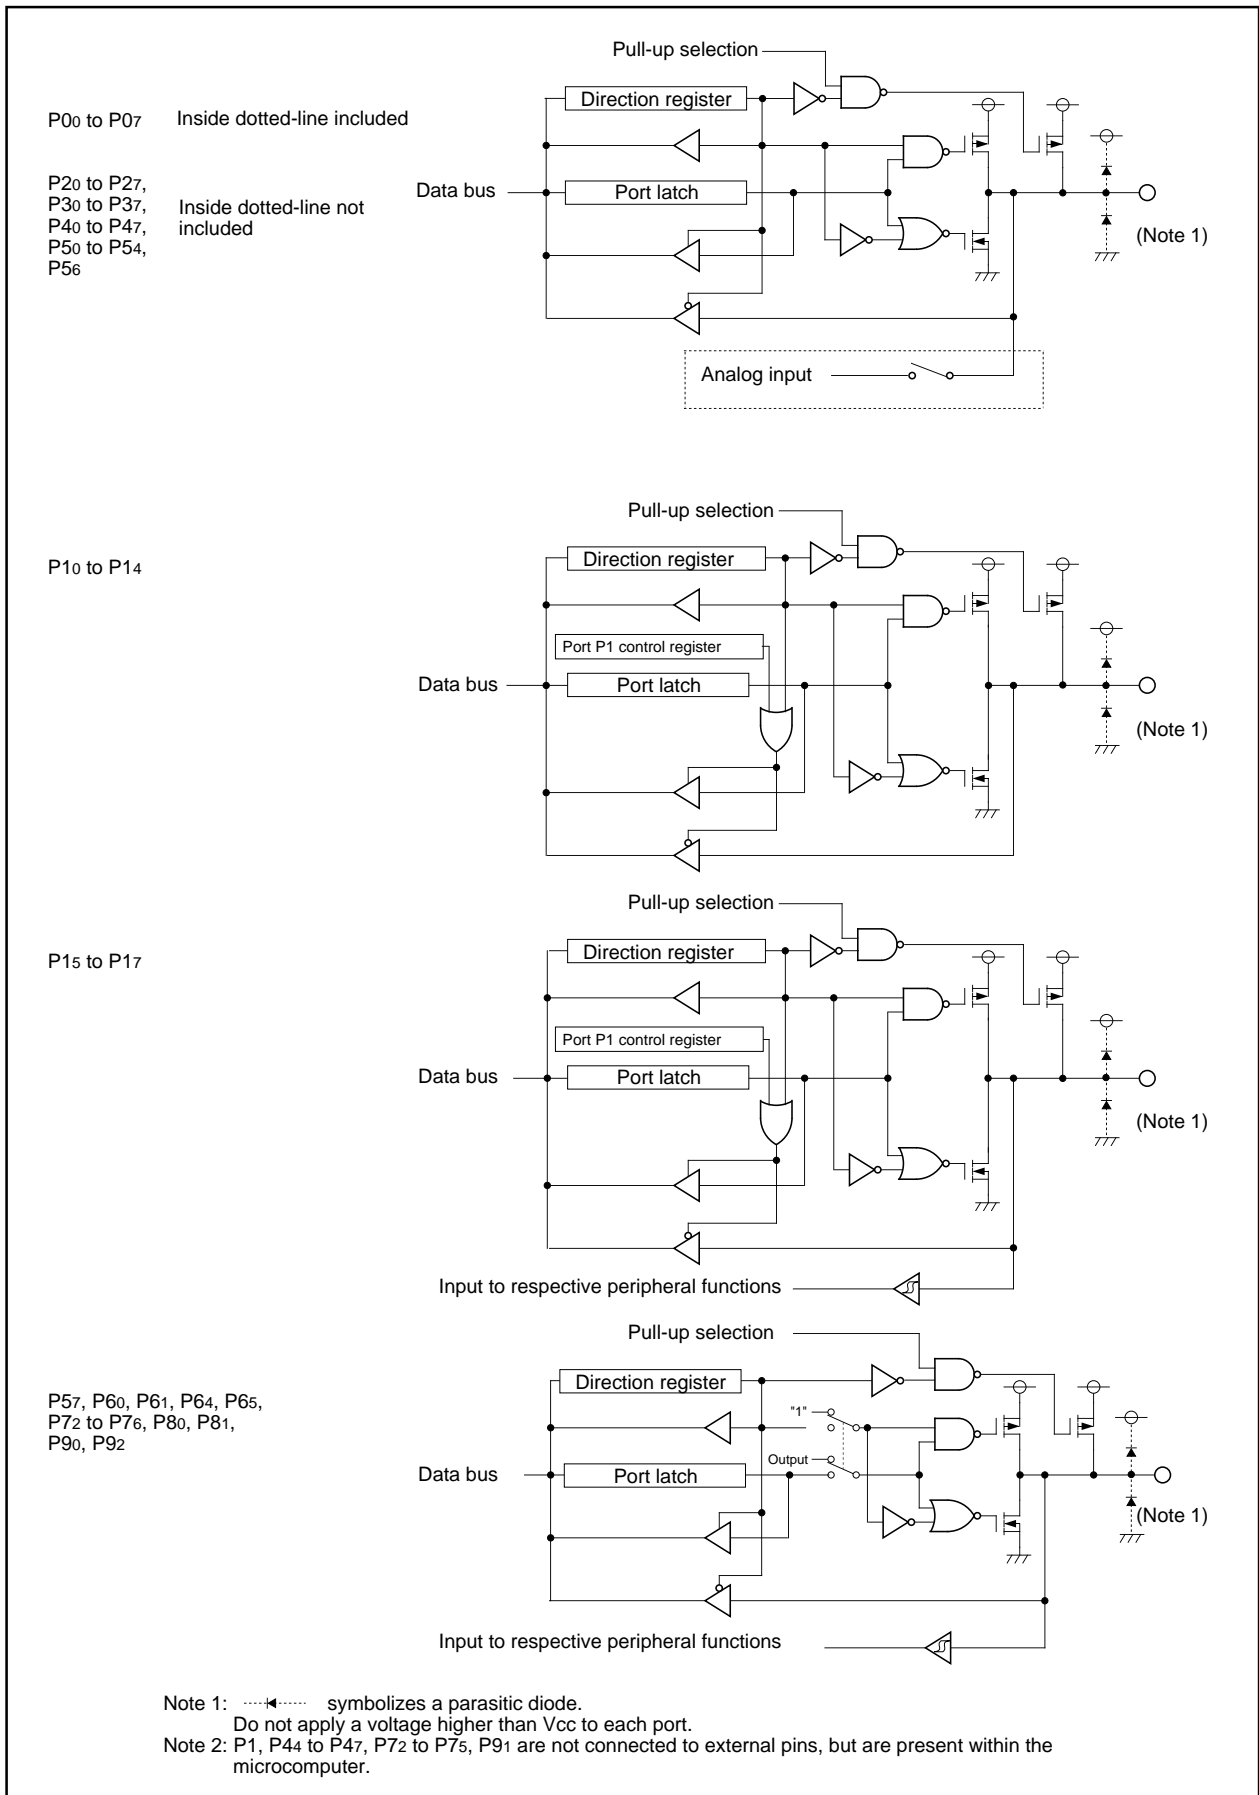 Pull-up selection
Direction register
P00 to P07 Inside dotted-line included
P20 to P27,
P30 to P37,
P40 to P47,
P50 to P54,
P56
Inside dotted-line not
included
Data bus
Port latch
(Note 1)
Analog input
Pull-up selection
P10 to P14
Direction register
Port P1 control register
Data bus
Port latch
(Note 1)
Pull-up selection
P15 to P17
Direction register
Port P1 control register
Data bus
Port latch
(Note 1)
Input to respective peripheral functions
Pull-up selection
P57, P60, P61, P64, P65,
P72 to P76, P80, P81,
P90, P92
Direction register
"1"
Output
Data bus
Port latch
(Note 1)
Input to respective peripheral functions
Note 1: symbolizes a parasitic diode.
Do not apply a voltage higher than Vcc to each port.
Note 2: P1, P44 to P47, P72 to P75, P91 are not connected to external pins, but are present within the
microcomputer.